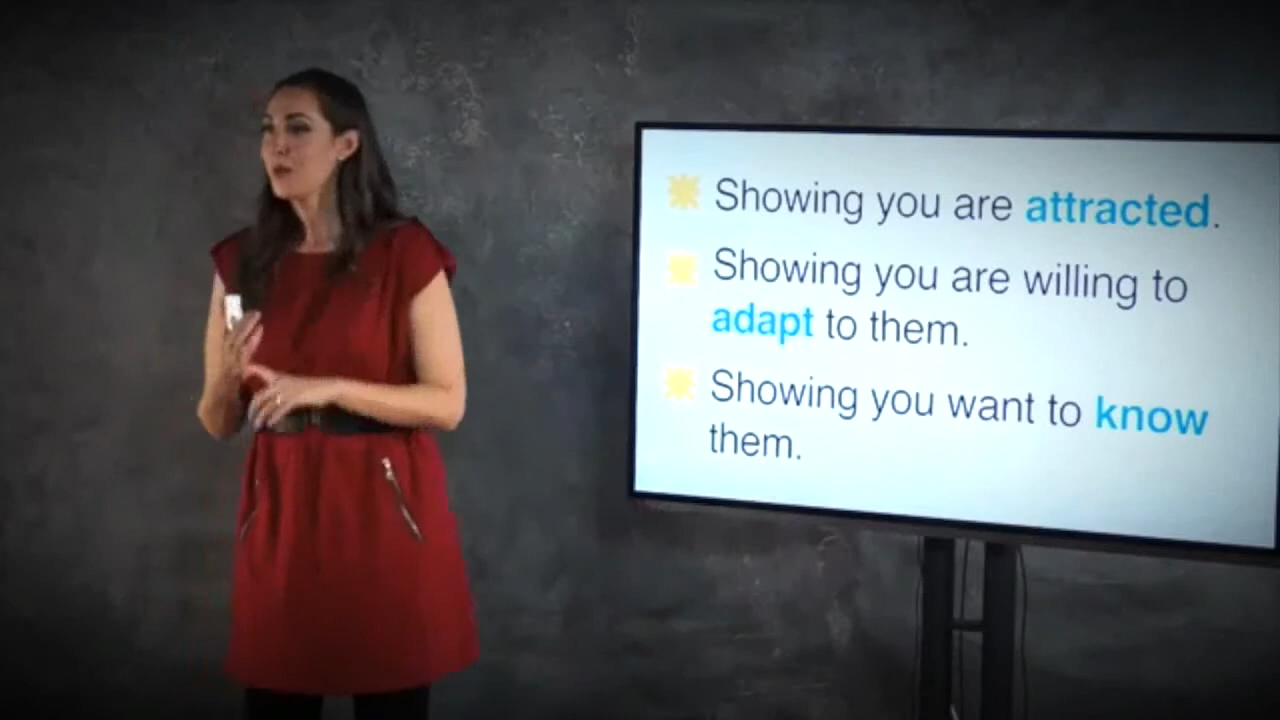 Showing you are attracted.
Showing you are willing to
adapt to them.
Showing you want to know
them.